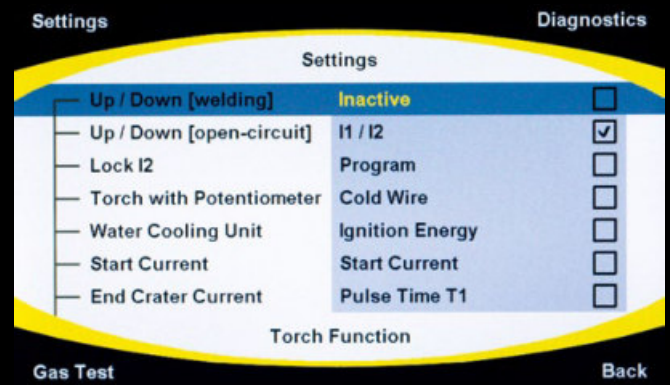 Settings Diagnostics
Settings
Up / Down [welding] Inactive
Up / Down [open-circuit] I1 / I2
Lock I2 Program
Torch with Potentiometer Cold Wire
Water Cooling Unit Ignition Energy
Start Current Start Current
End Crater Current Pulse Time T1
Torch Function
Gas Test Back